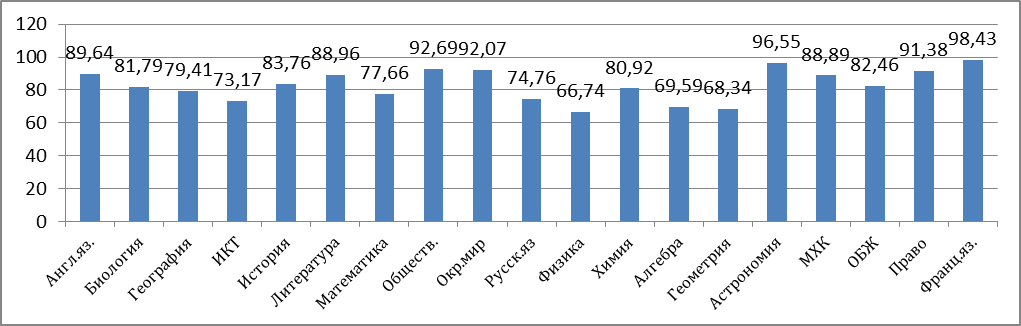 120
100
80
60
40
20
0
89,64
81,79
79,41
73,17
83,76
88,96
77,66
92,69
92,07
74,76
66,74
80,92
69,59
68,34
96,55
88,89
82,46
91,38
98,43
Англ.яз.
Биология
География
ИКТ
История
Литература
Математика
Обществ.
Окр.мир
Русск.яз
Физика
Химия
Алгебра
Геометрия
Астрономия
МХК
ОБЖ
Право
Франц.яз.